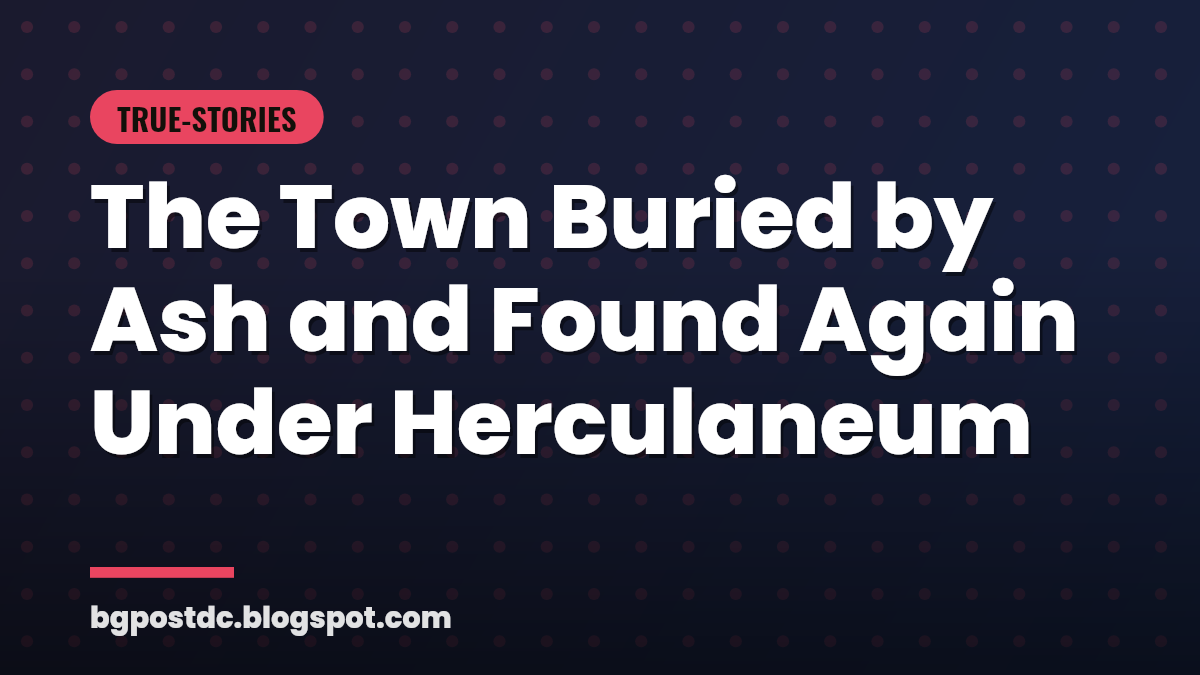 TRUE-STORIES
The Town Buried by
Ash and Found Again
Under Herculaneum
bgpostdc.blogspot.com